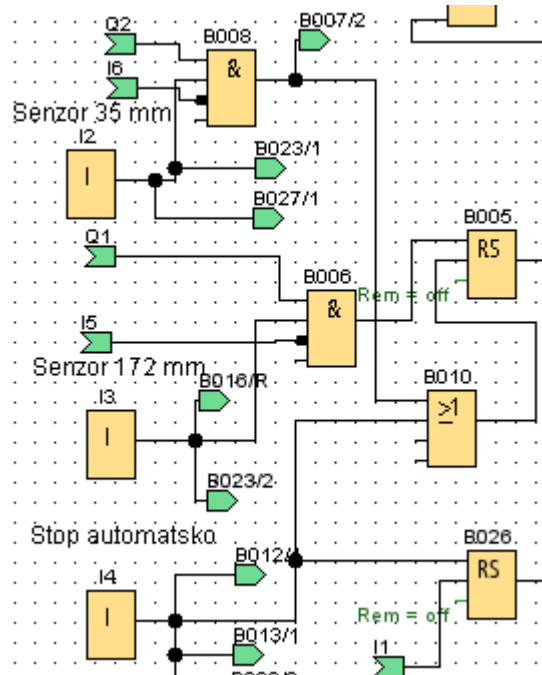 Q2
B008
B007/2
&
I6
Senzor 35 mm
I2
I
B023/1
B027/1
Q1
B005
RS
B006
Rem = off
&
I5
Senzor 172 mm
B016/R
B010
≥1
I3
I
B023/2
Stop automatsko
B026
RS
I4
I
Rem = off
B013/1
I1